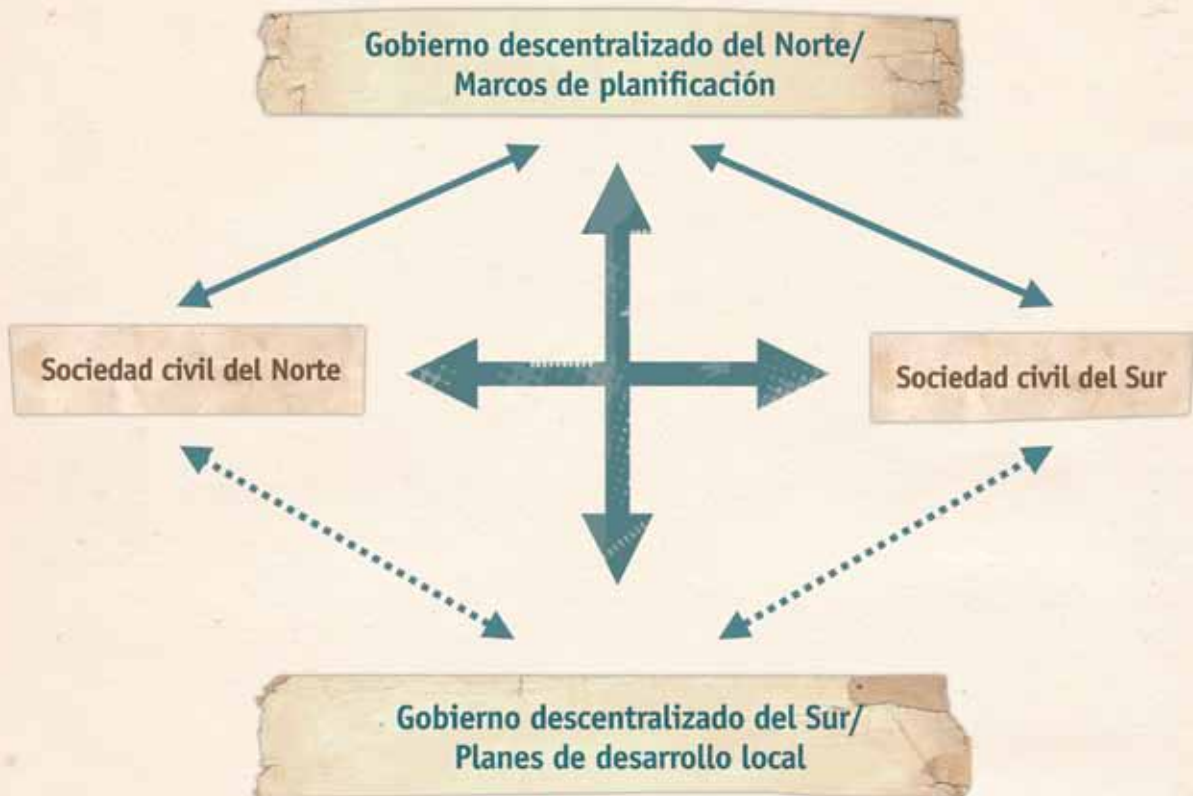 Gobierno descentralizado del Norte/
Marcos de planificación
Sociedad civil del Norte
Sociedad civil del Sur
Gobierno descentralizado del Sur/
Planes de desarrollo local